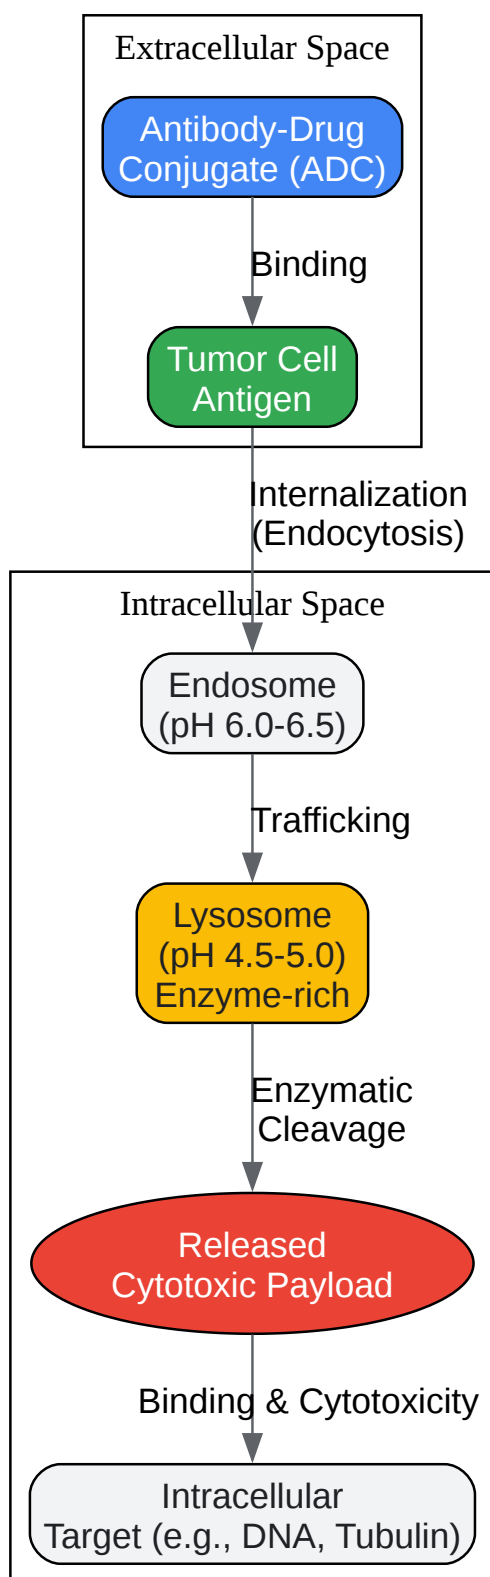 Extracellular Space
Antibody-Drug
Conjugate (ADC)
Binding
Tumor Cell
Antigen
Internalization
(Endocytosis)
Intracellular Space
Endosome
(pH 6.0-6.5)
Trafficking
Lysosome
(pH 4.5-5.0)
Enzyme-rich
Enzymatic
Cleavage
Released
Cytotoxic Payload
Binding & Cytotoxicity
Intracellular
Target (e.g., DNA, Tubulin)